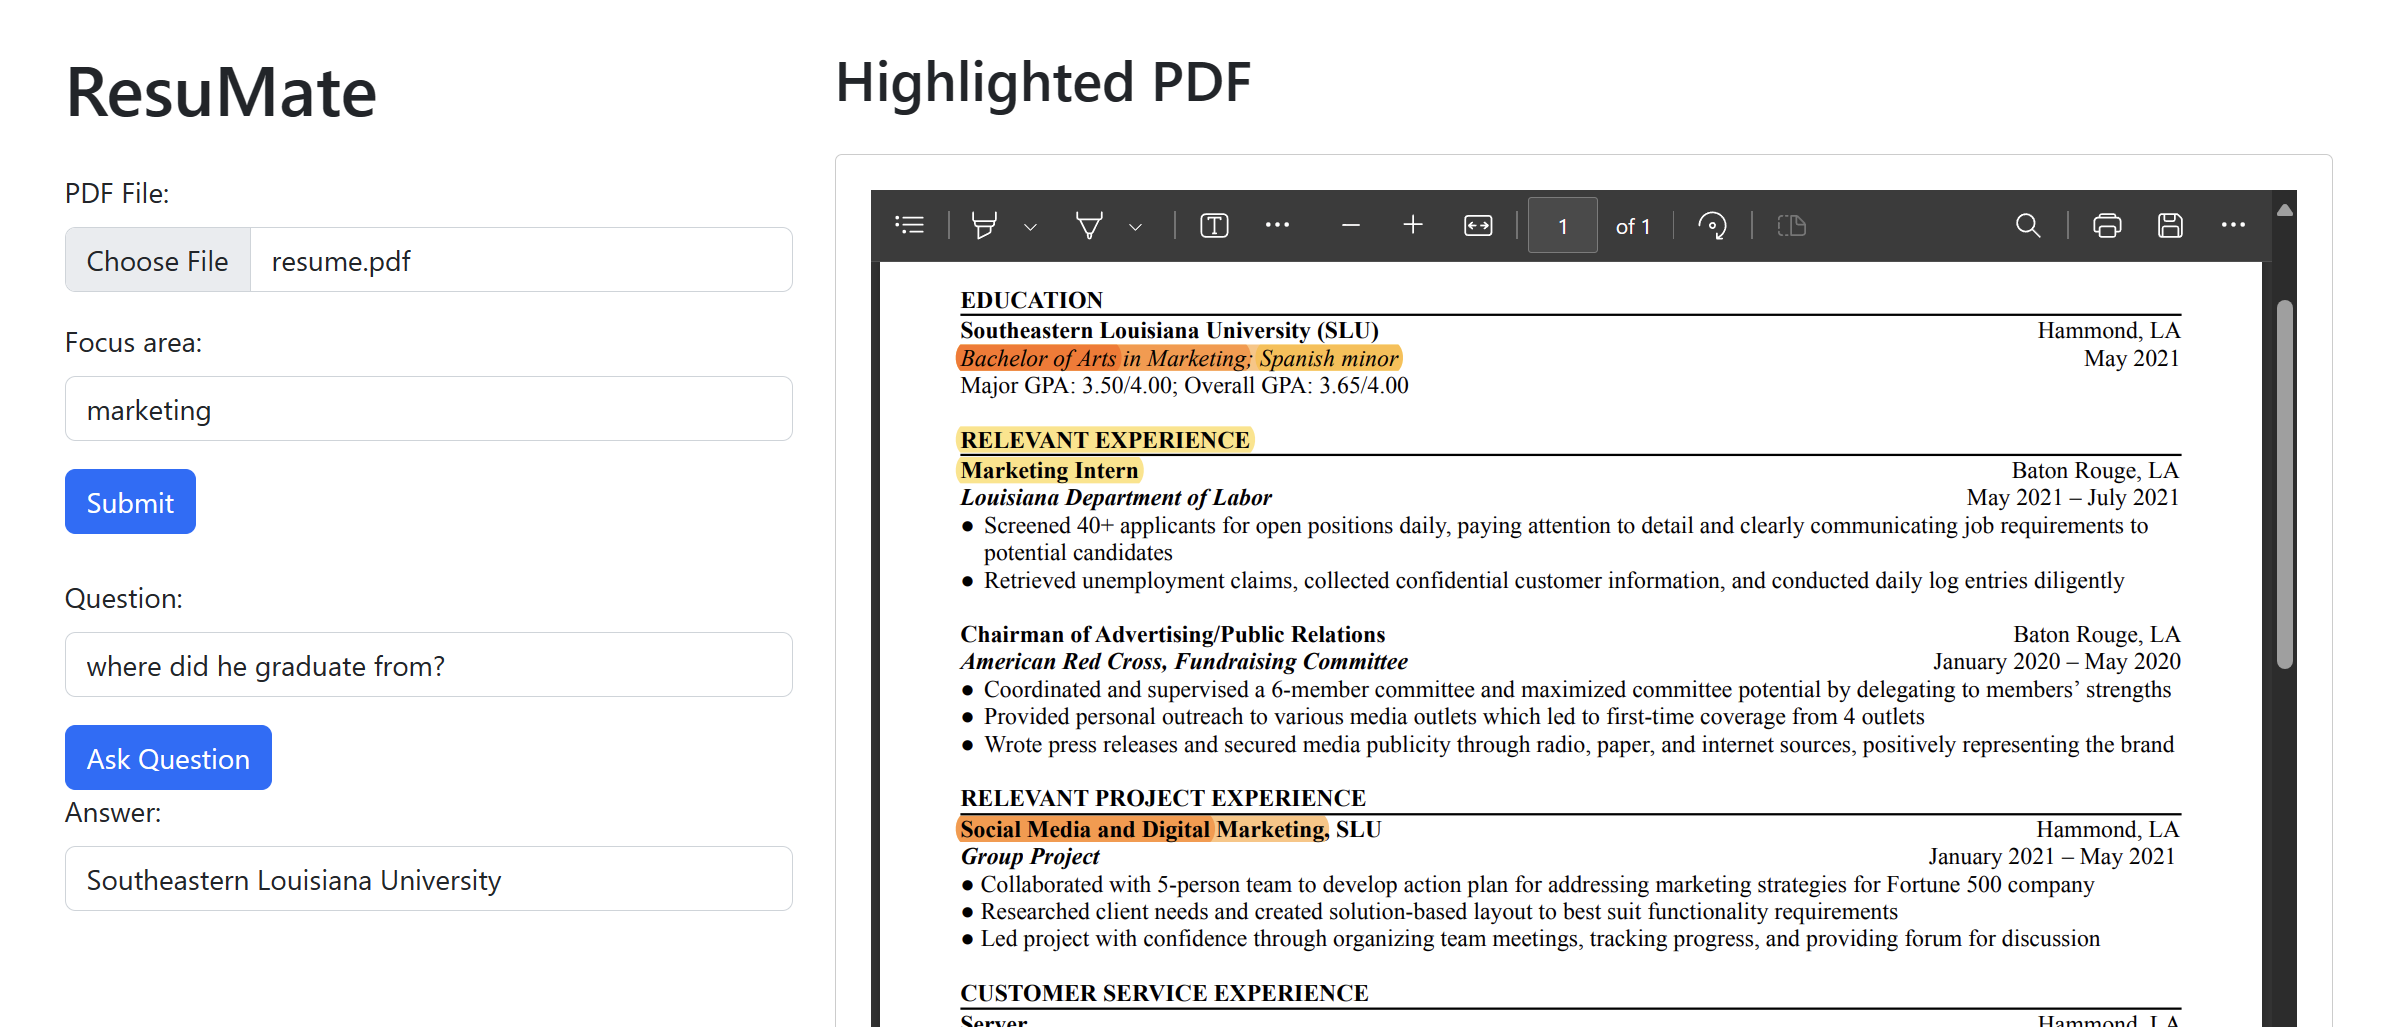 ResuMate
PDF File:
Choose File resume.pdf
Focus area:
marketing
Submit
Question:
where did he graduate from?
Ask Question
Answer:
Southeastern Louisiana University
Highlighted PDF
1 of 1
EDUCATION
Southeastern Louisiana University (SLU) Hammond, LA
Bachelor of Arts in Marketing; Spanish minor May 2021
Major GPA: 3.50/4.00; Overall GPA: 3.65/4.00
RELEVANT EXPERIENCE
Marketing Intern Baton Rouge, LA
Louisiana Department of Labor May 2021 – July 2021
● Screened 40+ applicants for open positions daily, paying attention to detail and clearly communicating job requirements to
potential candidates
● Retrieved unemployment claims, collected confidential customer information, and conducted daily log entries diligently
Chairman of Advertising/Public Relations Baton Rouge, LA
American Red Cross, Fundraising Committee January 2020 – May 2020
● Coordinated and supervised a 6-member committee and maximized committee potential by delegating to members’ strengths
● Provided personal outreach to various media outlets which led to first-time coverage from 4 outlets
● Wrote press releases and secured media publicity through radio, paper, and internet sources, positively representing the brand
RELEVANT PROJECT EXPERIENCE
Social Media and Digital Marketing, SLU Hammond, LA
Group Project January 2021 – May 2021
● Collaborated with 5-person team to develop action plan for addressing marketing strategies for Fortune 500 company
● Researched client needs and created solution-based layout to best suit functionality requirements
● Led project with confidence through organizing team meetings, tracking progress, and providing forum for discussion
CUSTOMER SERVICE EXPERIENCE
Server Hammond, LA